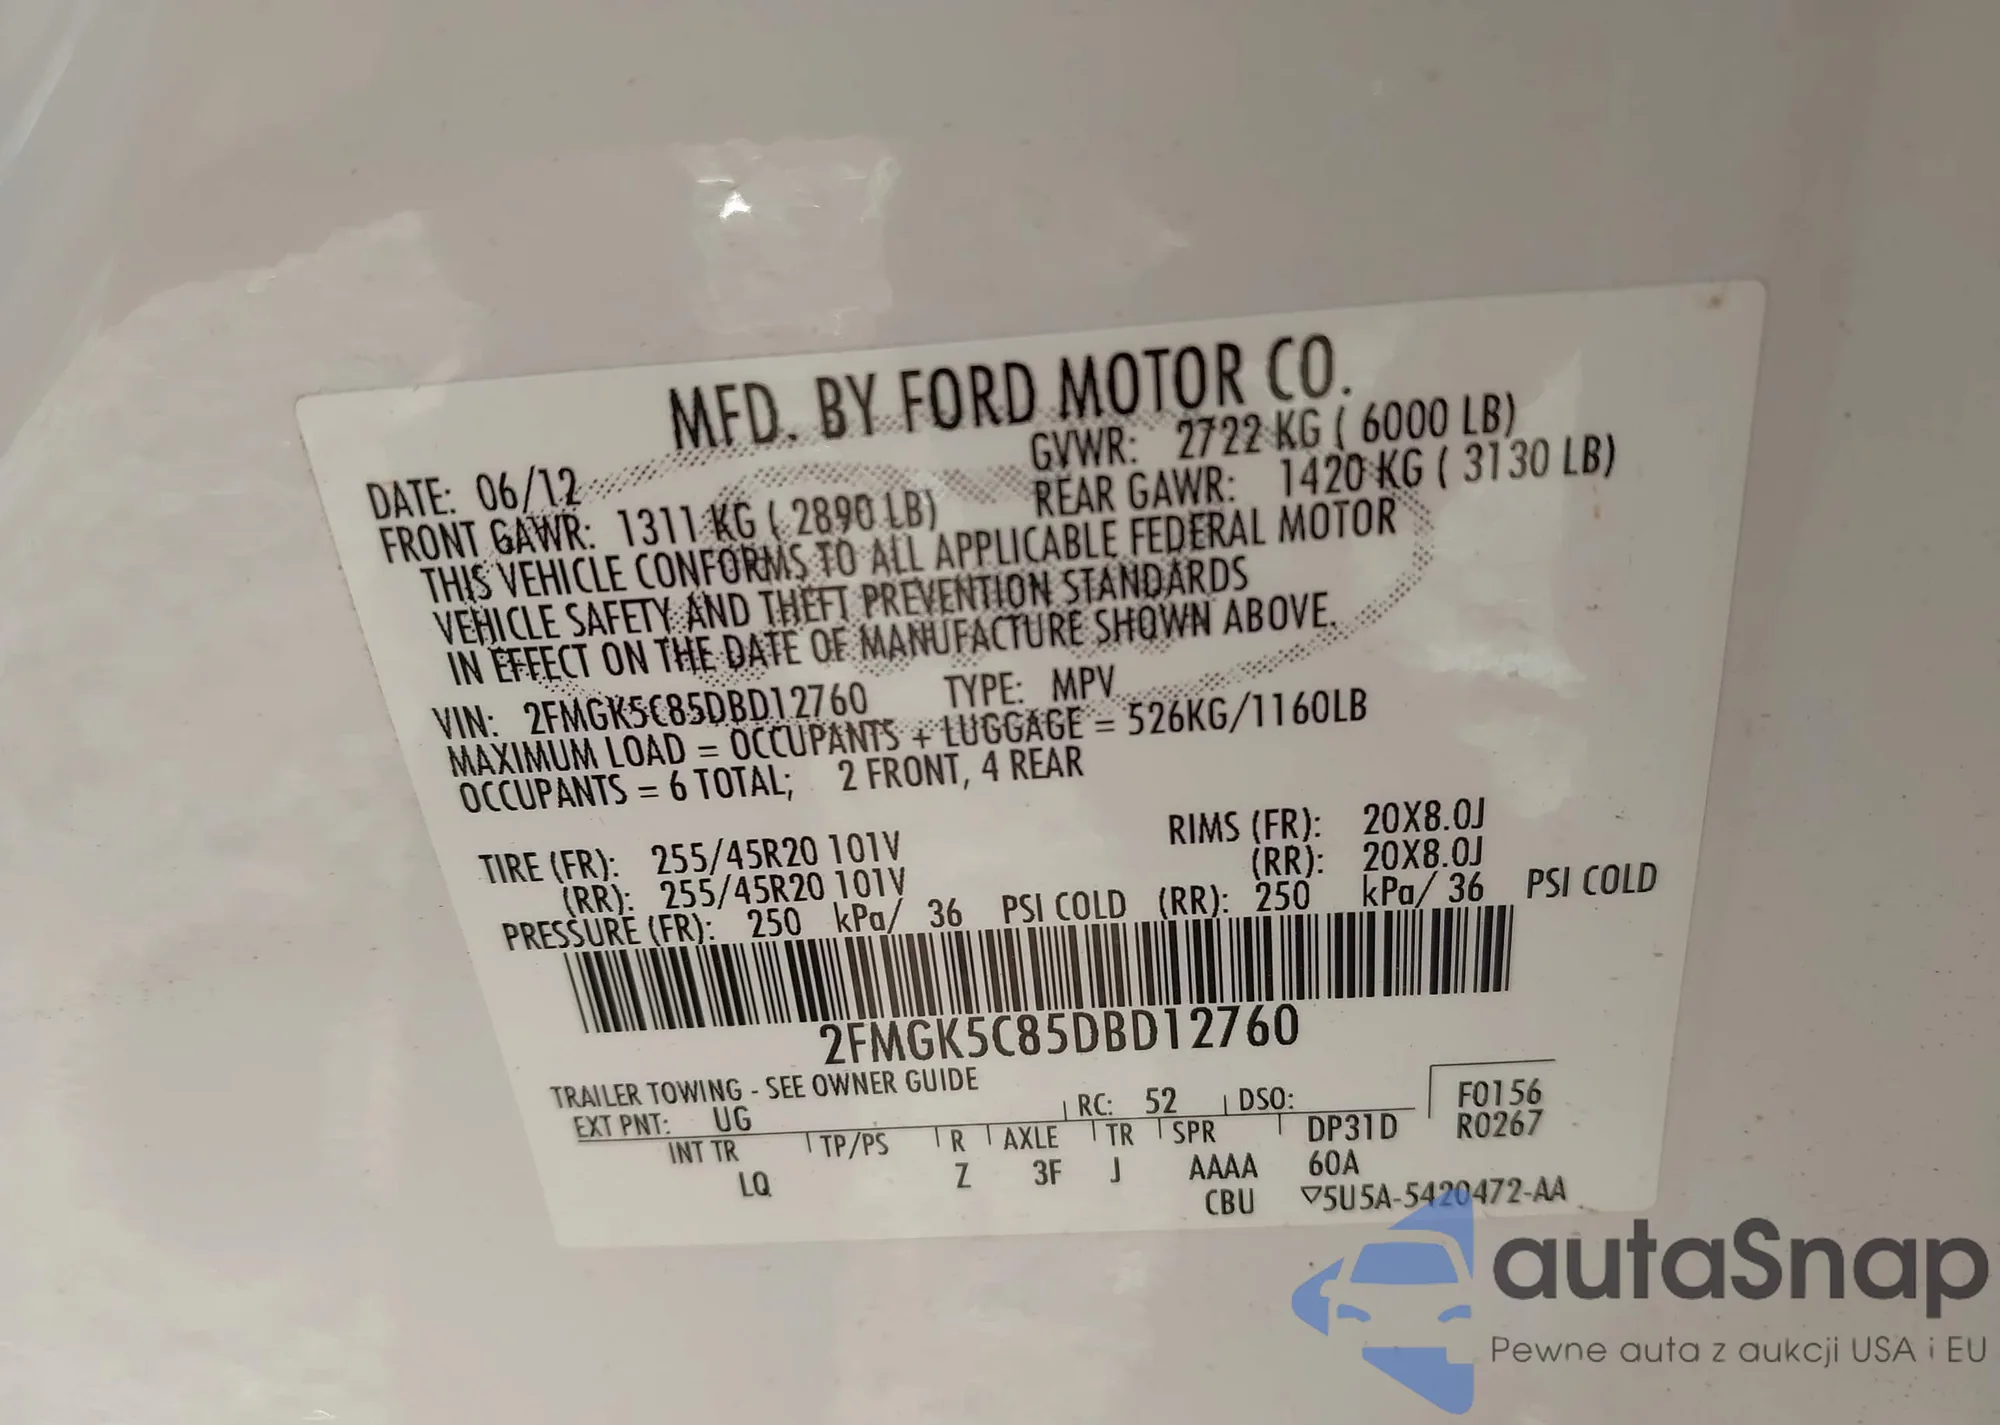 MFD. BY FORD MOTOR CO.
DATE: 06/12 GVWR: 2722 KG ( 6000 LB)
FRONT GAWR: 1311 KG ( 2890 LB) REAR GAWR: 1420 KG ( 3130 LB)
THIS VEHICLE CONFORMS TO ALL APPLICABLE FEDERAL MOTOR
VEHICLE SAFETY AND THEFT PREVENTION STANDARDS
IN EFFECT ON THE DATE OF MANUFACTURE SHOWN ABOVE.
VIN: 2FMGK5C85DBD12760 TYPE: MPV
MAXIMUM LOAD = OCCUPANTS + LUGGAGE = 526KG/1160LB
OCCUPANTS = 6 TOTAL; 2 FRONT, 4 REAR
TIRE (FR): 255/45R20 101V RIMS (FR): 20X8.0J
(RR): 255/45R20 101V (RR): 20X8.0J
PRESSURE (FR): 250 kPa/ 36 PSI COLD (RR): 250 kPa/ 36 PSI COLD
2FMGK5C85DBD12760
TRAILER TOWING - SEE OWNER GUIDE
EXT PNT: UG RC: 52 DSO: F0156
INT TR TP/PS R AXLE TR SPR DP31D R0267
LQ Z 3F J AAAA 60A
CBU ▽5U5A-5420472-AA
autaSnap
Pewne auta z aukcji USA i EU